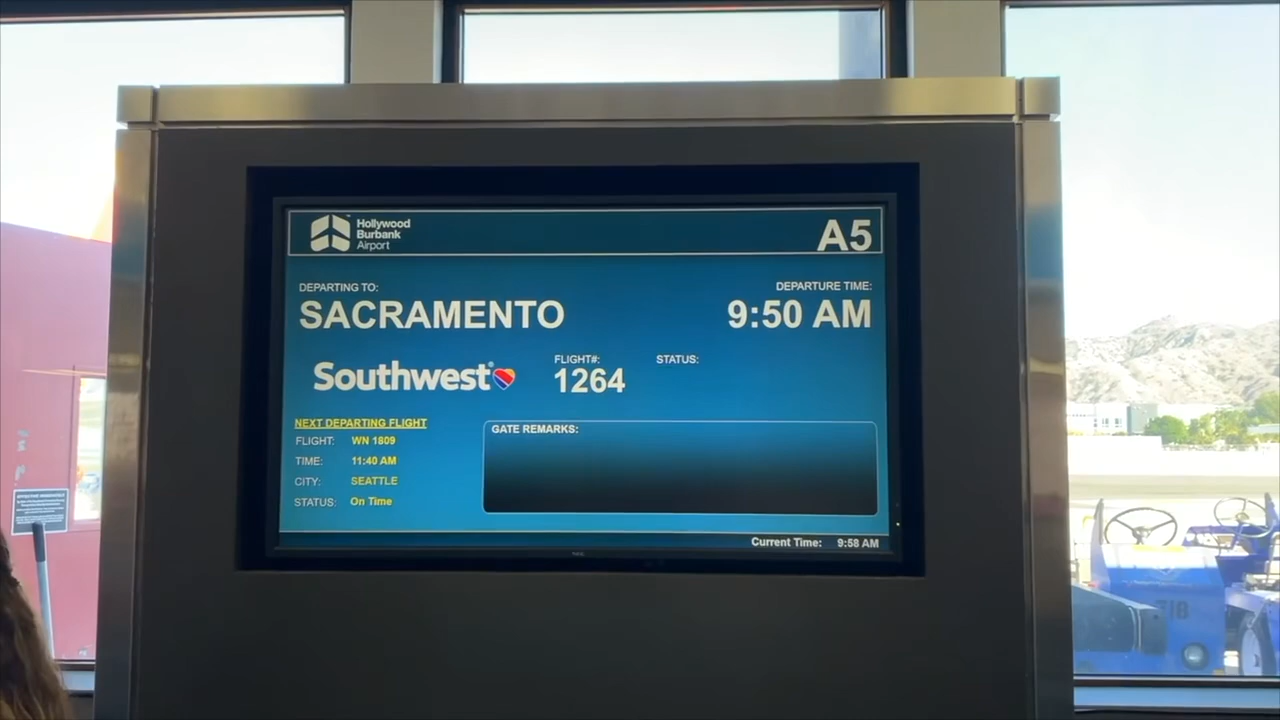 Hollywood
Burbank
Airport
A5
DEPARTING TO:
DEPARTURE TIME:
SACRAMENTO
9:50 AM
Southwest
FLIGHT#:
STATUS:
1264
NEXT DEPARTING FLIGHT
FLIGHT: WN 1809
TIME: 11:40 AM
CITY: SEATTLE
STATUS: On Time
GATE REMARKS:
Current Time: 9:58 AM
NEC
TIB